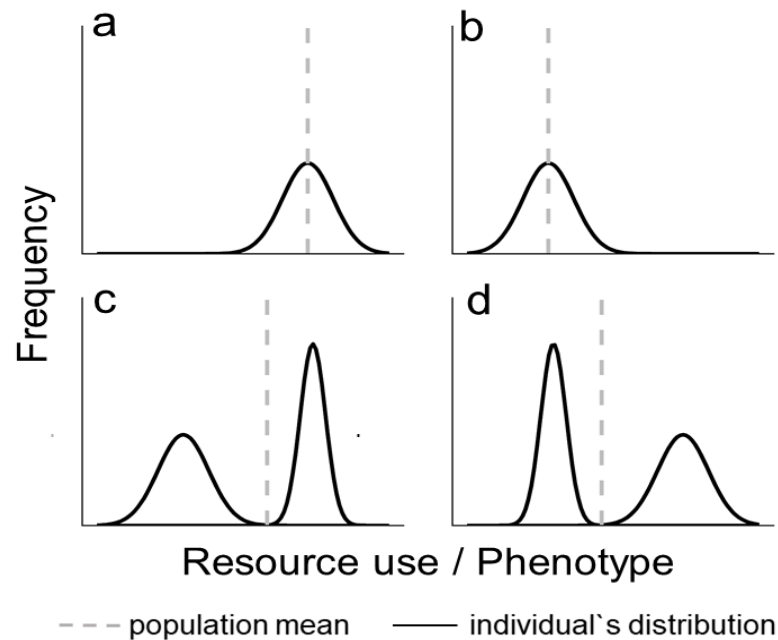 a
b
Frequency
c
d
Resource use / Phenotype
population mean
individual`s distribution